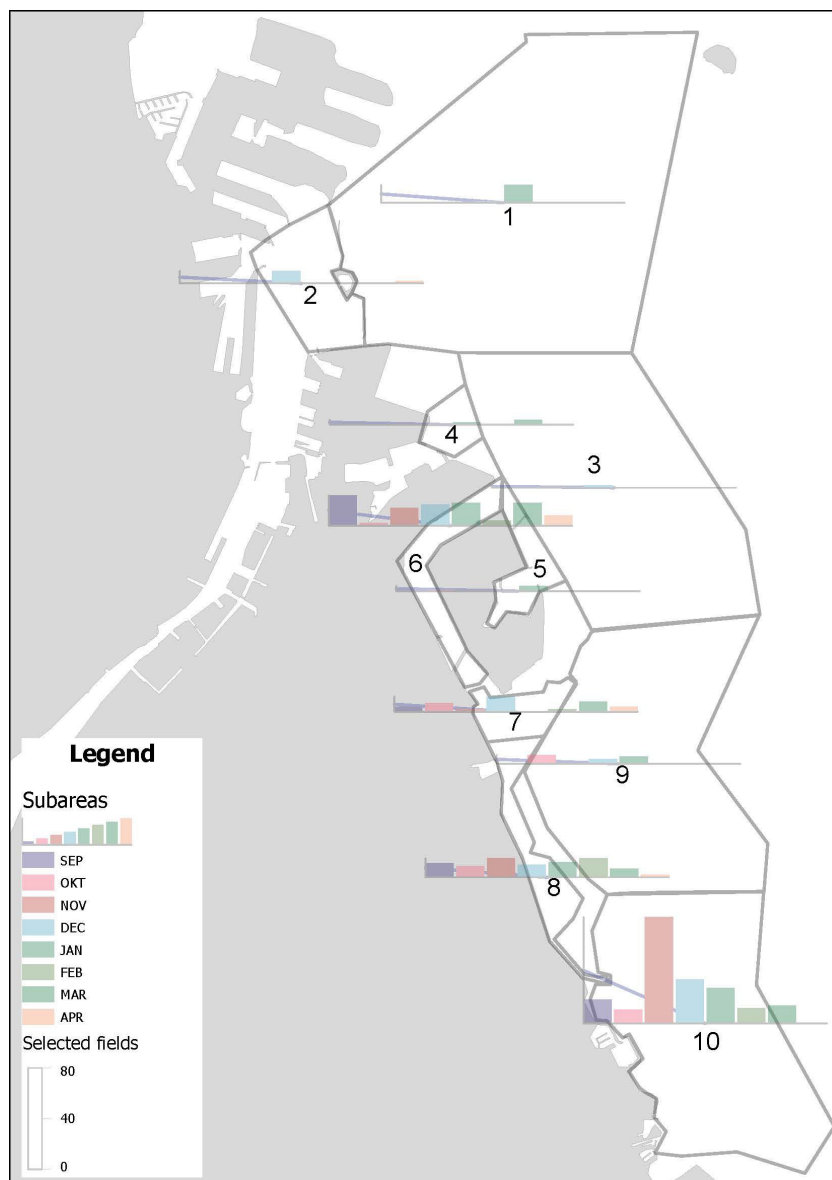 1
2
3
4
5
6
7
8
9
10
Legend
Subareas
SEP
OKT
NOV
DEC
JAN
FEB
MAR
APR
Selected fields
80
40
0